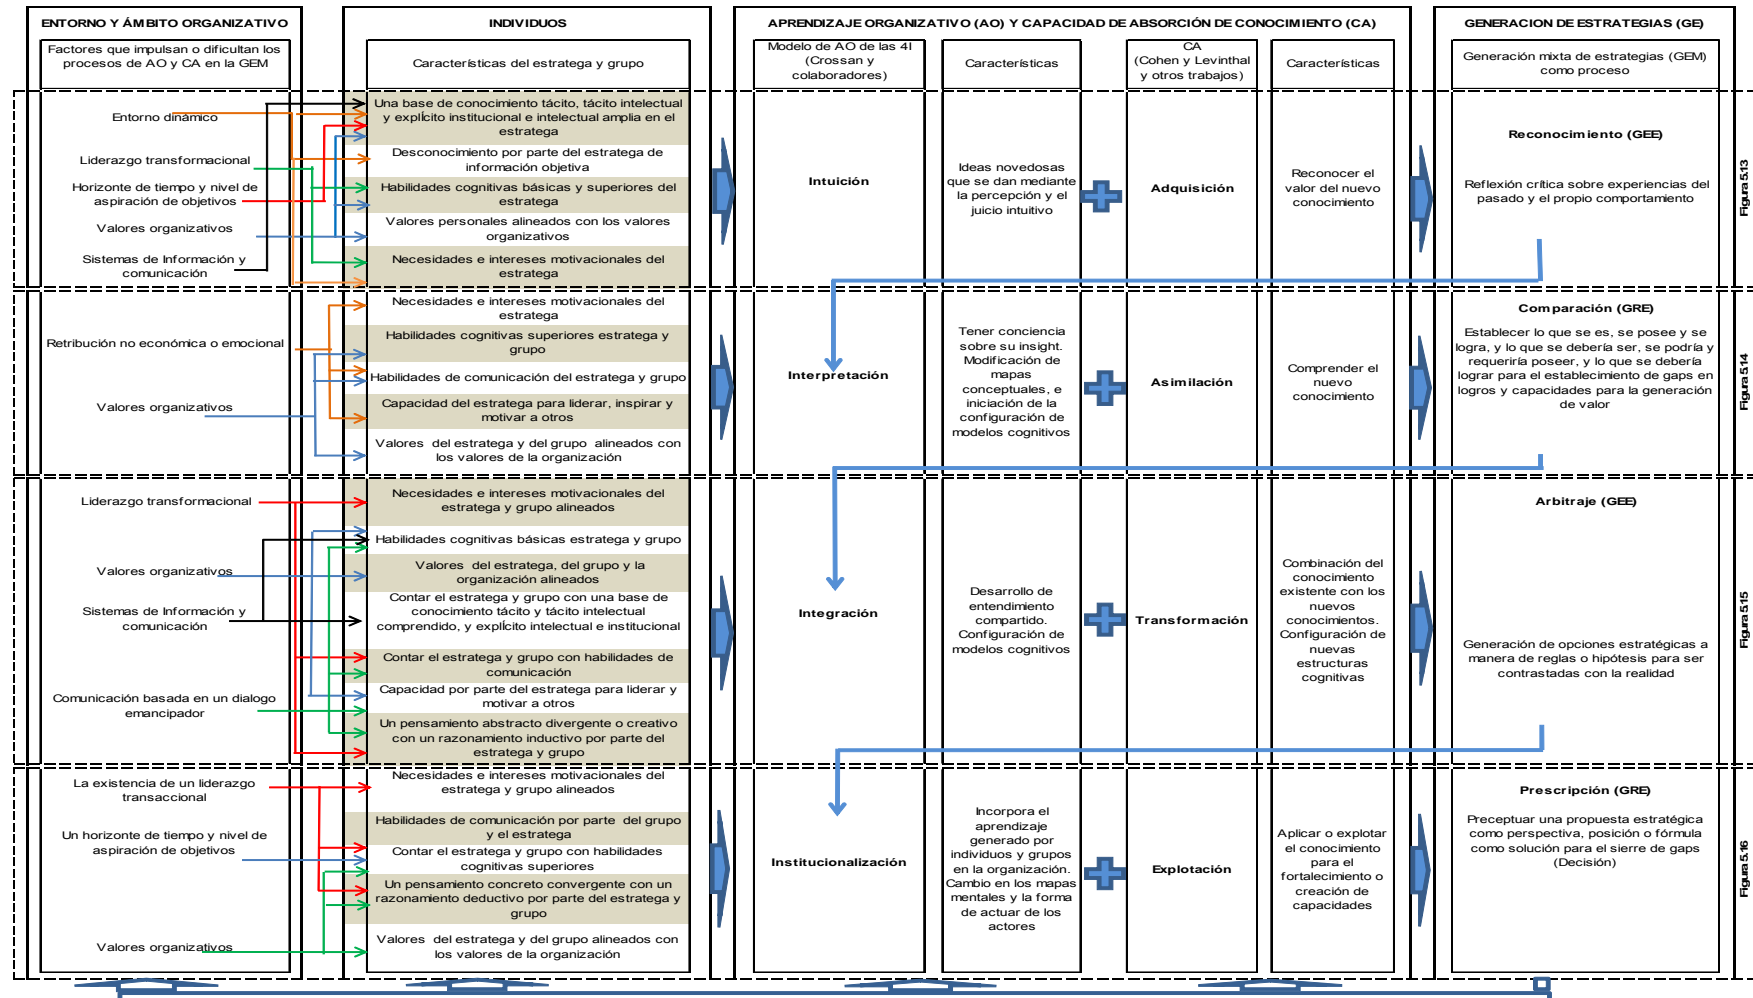 ENTORNO Y ÁMBITO ORGANIZATIVO
INDIVIDUOS
APRENDIZAJE ORGANIZATIVO (AO) Y CAPACIDAD DE ABSORCIÓN DE CONOCIMIENTO (CA)
GENERACION DE ESTRATEGIAS (GE)
Factores que impulsan o dificultan los
procesos de AO y CA en la GEM
Características del estratega y grupo
Modelo de AO de las 4I
(Crossan y
colaboradores)
Características
CA
(Cohen y Levinthal
y otros trabajos)
Características
Generación mixta de estrategias (GEM)
como proceso
Entorno dinámico
Liderazgo transformacional
Horizonte de tiempo y nivel de
aspiración de objetivos
Valores organizativos
Sistemas de Información y
comunicación
Una base de conocimiento tácito, tácito intelectual
y explícito institucional e intelectual amplia en el
estratega
Desconocimiento por parte del estratega de
información objetiva
Habilidades cognitivas básicas y superiores del
estratega
Valores personales alineados con los valores
organizativos
Necesidades e intereses motivacionales del
estratega
Intuición
Ideas novedosas
que se dan mediante
la percepción y el
juicio intuitivo
Adquisición
Reconocer el
valor del nuevo
conocimiento
Reconocimiento (GEE)
Reflexión crítica sobre experiencias del
pasado y el propio comportamiento
Figura 5.13
Retribución no económica o emocional
Valores organizativos
Necesidades e intereses motivacionales del
estratega
Habilidades cognitivas superiores estratega y
grupo
Habilidades de comunicación del estratega y grupo
Capacidad del estratega para liderar, inspirar y
motivar a otros
Valores del estratega y del grupo alineados con
los valores de la organización
Interpretación
Tener conciencia
sobre su insight.
Modificación de
mapas
conceptuales, e
iniciación de la
configuración de
modelos cognitivos
Asimilación
Comprender el
nuevo
conocimiento
Comparación (GRE)
Establecer lo que se es, se posee y se
logra, y lo que se debería ser, se podría y
requeriría poseer, y lo que se debería
lograr para el establecimiento de gaps en
logros y capacidades para la generación
de valor
Figura 5.14
Liderazgo transformacional
Valores organizativos
Sistemas de Información y
comunicación
Comunicación basada en un dialogo
emancipador
Necesidades e intereses motivacionales del
estratega y grupo alineados
Habilidades cognitivas básicas estratega y grupo
Valores del estratega, del grupo y la
organización alineados
Contar el estratega y grupo con una base de
conocimiento tácito y tácito intelectual
comprendido, y explícito intelectual e institucional
Contar el estratega y grupo con habilidades de
comunicación
Capacidad por parte del estratega para liderar y
motivar a otros
Un pensamiento abstracto divergente o creativo
con un razonamiento inductivo por parte del
estratega y grupo
Integración
Desarrollo de
entendimiento
compartido.
Configuración de
modelos cognitivos
Transformación
Combinación del
conocimiento
existente con los
nuevos
conocimientos.
Configuración de
nuevas
estructuras
cognitivas
Arbitraje (GEE)
Generación de opciones estratégicas a
manera de reglas o hipótesis para ser
contrastadas con la realidad
Figura 5.15
La existencia de un liderazgo
transaccional
Un horizonte de tiempo y nivel de
aspiración de objetivos
Valores organizativos
Necesidades e intereses motivacionales del
estratega y grupo alineados
Habilidades de comunicación por parte del grupo
y el estratega
Contar el estratega y grupo con habilidades
cognitivas superiores
Un pensamiento concreto convergente con un
razonamiento deductivo por parte del estratega y
grupo
Valores del estratega y del grupo alineados con
los valores de la organización
Institucionalización
Incorpora el
aprendizaje
generado por
individuos y grupos
en la organización.
Cambio en los mapas
mentales y la forma
de actuar de los
actores
Explotación
Aplicar o explotar
el conocimiento
para el
fortalecimiento o
creación de
capacidades
Prescripción (GRE)
Preceptuar una propuesta estratégica
como perspectiva, posición o fórmula
como solución para el sierre de gaps
(Decisión)
Figura 5.16